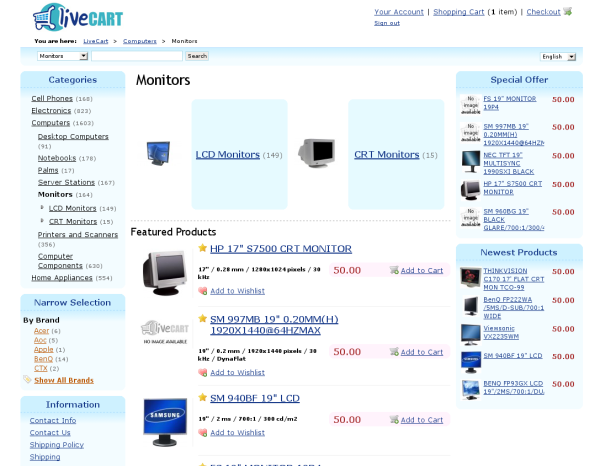 liveCART
Your Account | Shopping Cart (1 item) | Checkout
Sign out
You are here: LiveCart > Computers > Monitors
Monitors
Search
English
Categories
Cell Phones (168)
Electronics (823)
Computers (1603)
Desktop Computers
(91)
Notebooks (178)
Palms (17)
Server Stations (167)
Monitors (164)
LCD Monitors (149)
CRT Monitors (15)
Printers and Scanners
(356)
Computer
Components (630)
Home Appliances (554)
Narrow Selection
By Brand
Acer (6)
Aoc (5)
Apple (1)
BenQ (14)
CTX (2)
Show All Brands
Information
Contact Info
Contact Us
Shipping Policy
Shipping
Monitors
LCD Monitors (149)
CRT Monitors (15)
Featured Products
HP 17" S7500 CRT MONITOR
17" / 0.28 mm / 1280x1024 pixels / 30
kHz
50.00
Add to Cart
Add to Wishlist
liveCART
NO IMAGE AVAILABLE
SM 997MB 19" 0.20MM(H)
1920X1440@64HZMAX
19" / 0.2 mm / 1920x1440 pixels / 30
kHz / DynaFlat
50.00
Add to Cart
Add to Wishlist
SAMSUNG
SM 940BF 19" LCD
19" / 2 ms / 700:1 / 300 cd/m2
50.00
Add to Cart
Add to Wishlist
Special Offer
No
image
available
FS 19" MONITOR
19P4
50.00
No
image
available
SM 997MB 19"
0.20MM(H)
1920X1440@64HZM
50.00
NEC TFT 19"
MULTISYNC
1990SXI BLACK
50.00
HP 17" S7500 CRT
MONITOR
50.00
No
image
available
SM 960BG 19"
BLACK
GLARE/700:1/300/
50.00
Newest Products
THINKVISION
C170 17" FLAT CRT
MON TCO-99
50.00
BenQ FP222WA
/5MS/D-SUB/700:1
WIDE
50.00
Viewsonic
VX2235WM
50.00
SM 940BF 19" LCD
50.00
BENQ FP93GX LCD
19"/2MS/700:1/DU
50.00